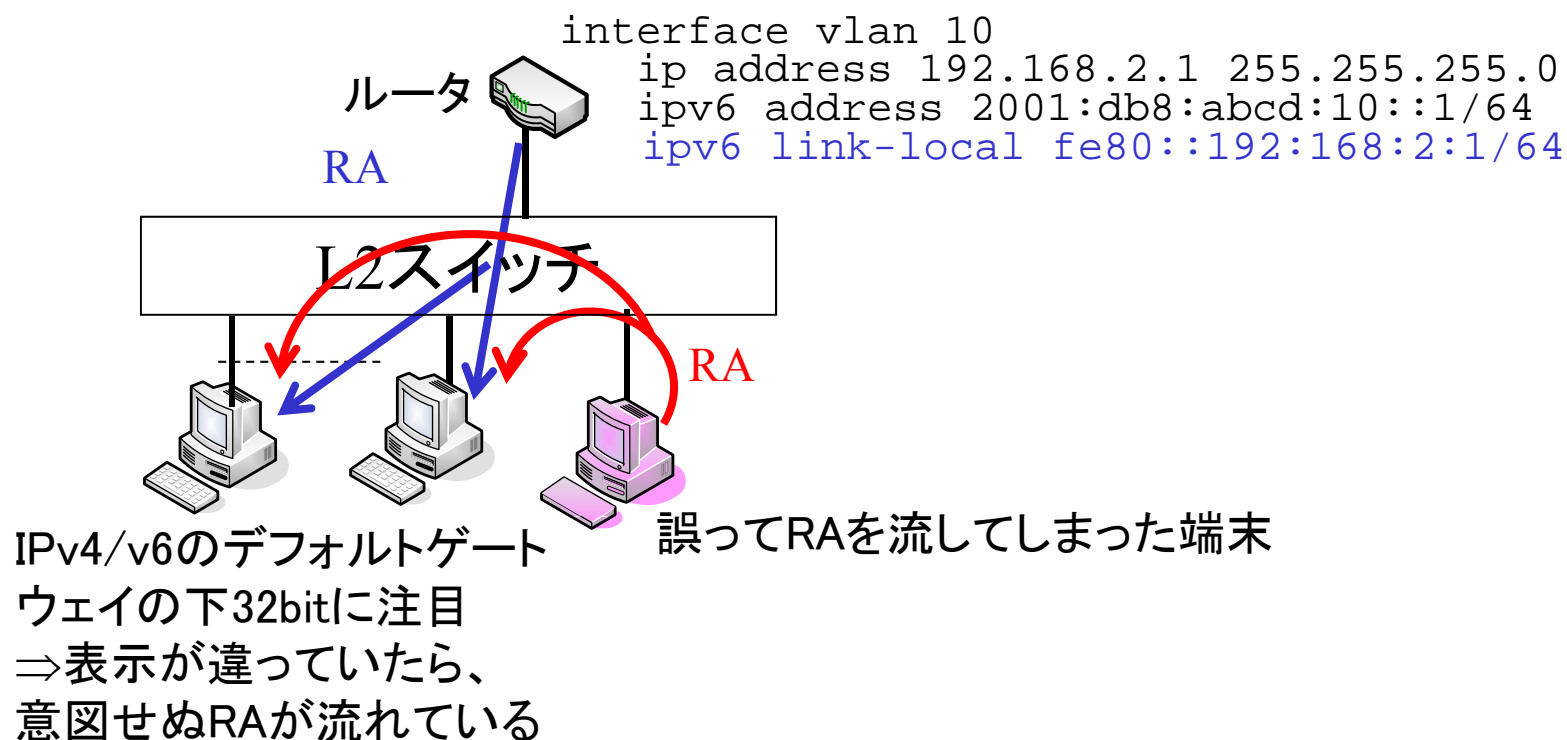 interface vlan 10
ip address 192.168.2.1 255.255.255.0
ipv6 address 2001:db8:abcd:10::1/64
ipv6 link-local fe80::192:168:2:1/64
ルータ
RA
L2スイッチ
RA
誤ってRAを流してしまった端末
IPv4/v6のデフォルトゲート
ウェイの下32bitに注目
⇒表示が違っていたら、
意図せぬRAが流れている